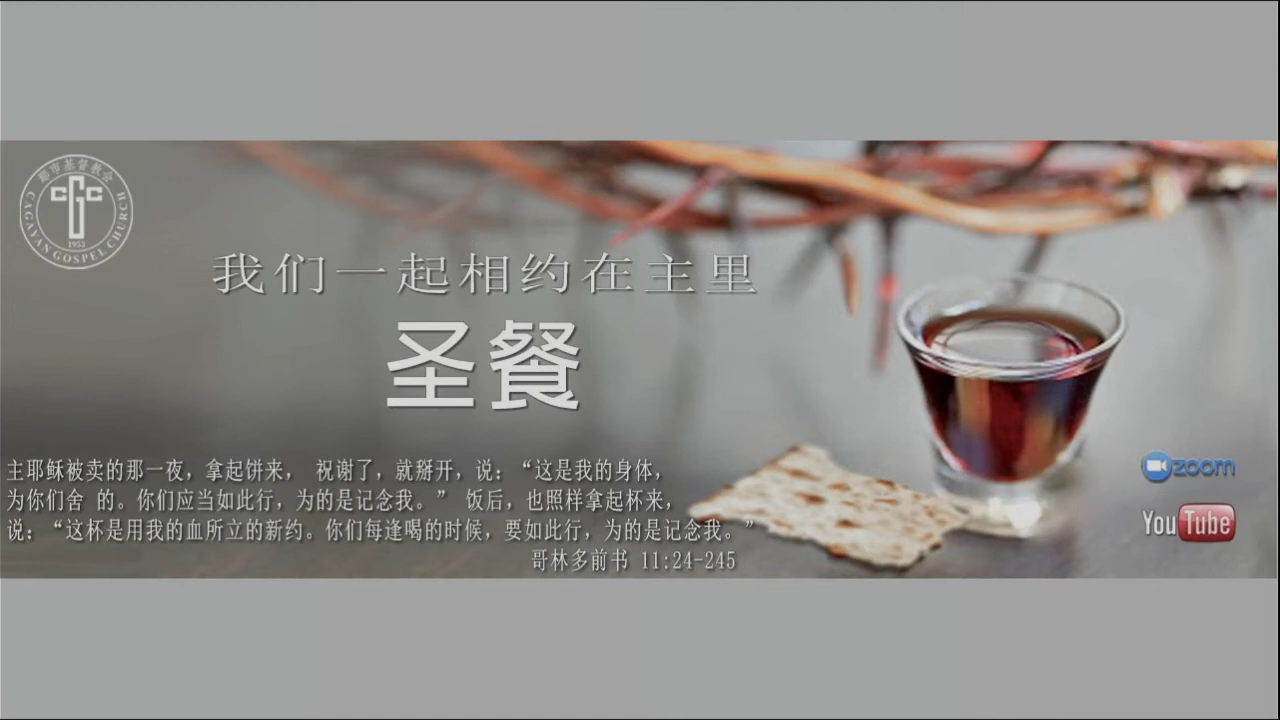 CGC
1953
CAGAYAN GOSPEL CHURCH
我们一起相约在主里
圣餐
主耶稣被卖的那一夜，拿起饼来， 祝谢了，就掰开，说：“这是我的身体，
为你们舍 的。你们应当如此行，为的是记念我。” 饭后，也照样拿起杯来，
说：“这杯是用我的血所立的新约。你们每逢喝的时候，要如此行，为的是记念我。”
哥林多前书 11:24-245
zoom
YouTube